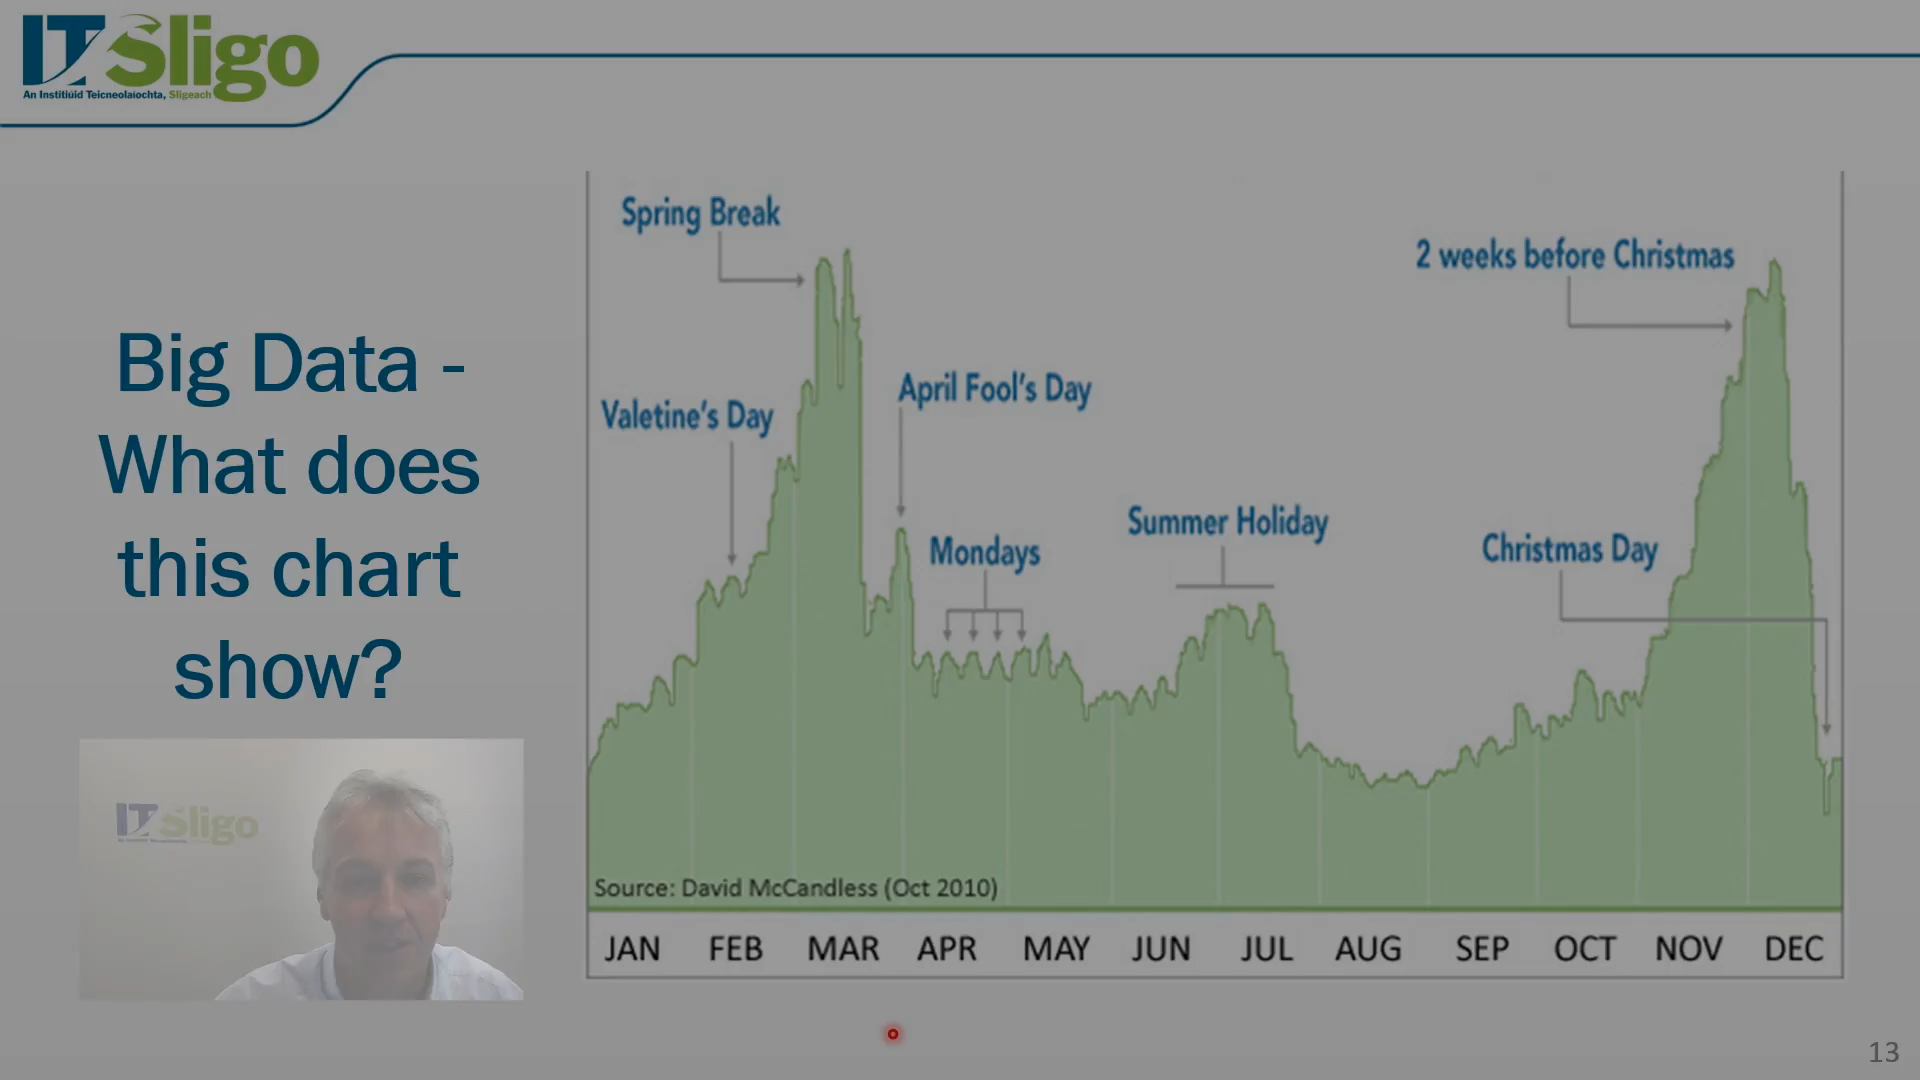 ITSligo
An Institiúid Teicneolaíochta, Sligeach
Spring Break
2 weeks before Christmas
Big Data -
What does
this chart
show?
Valetine's Day
April Fool's Day
Mondays
Summer Holiday
Christmas Day
ITSligo
Source: David McCandless (Oct 2010)
JAN FEB MAR APR MAY JUN JUL AUG SEP OCT NOV DEC
13